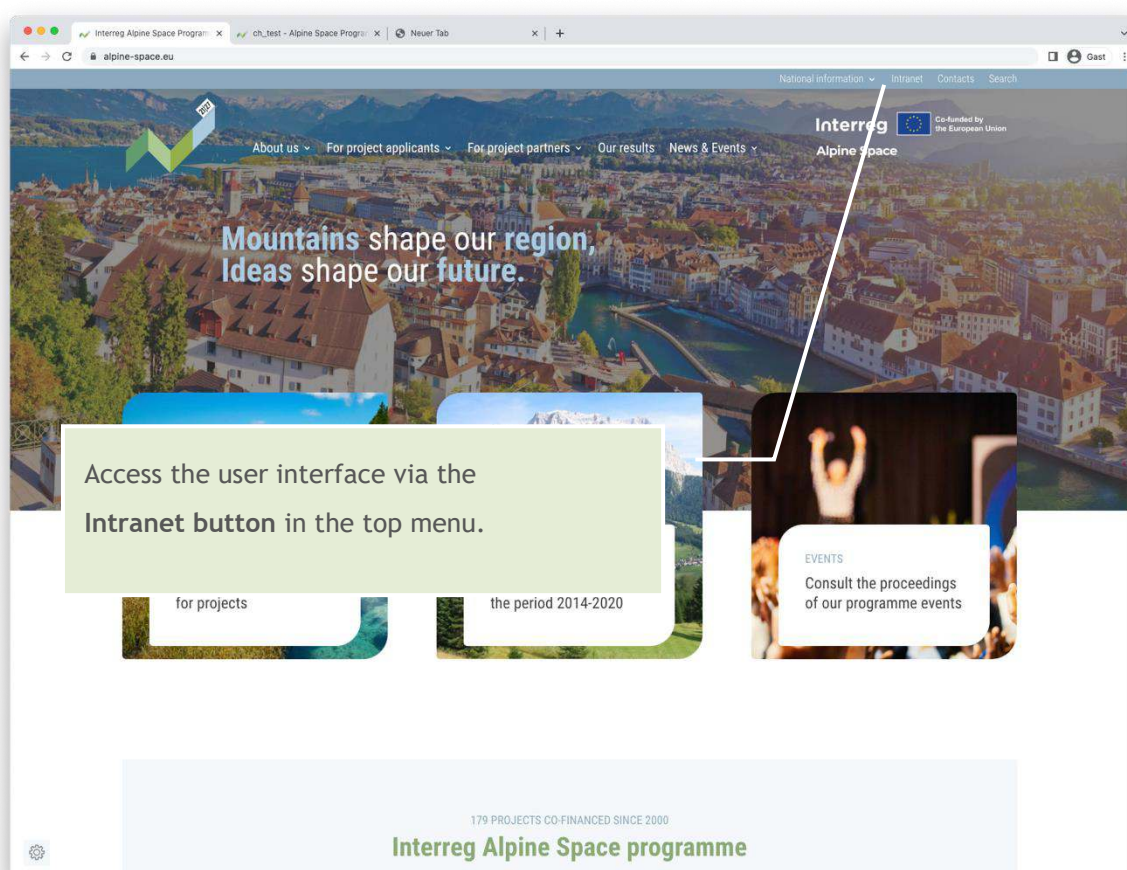 Interreg Alpine Space Program
ch_test - Alpine Space Progra
Neuer Tab
alpine-space.eu
Gast
National information
Intranet
Contacts
Search
2027
Interreg
Co-funded by
the European Union
Alpine Space
About us
For project applicants
For project partners
Our results
News & Events
Mountains shape our region,
Ideas shape our future.
Access the user interface via the
Intranet button in the top menu.
for projects
the period 2014-2020
EVENTS
Consult the proceedings
of our programme events
179 PROJECTS CO-FINANCED SINCE 2000
Interreg Alpine Space programme